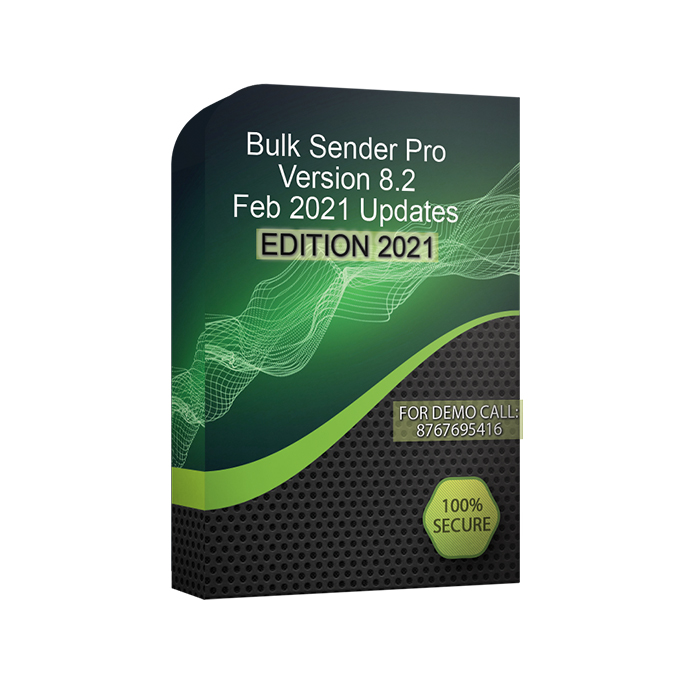 Bulk Sender Pro
Version 8.2
Feb 2021 Updates
EDITION 2021
FOR DEMO CALL:
8767695416
100%
SECURE